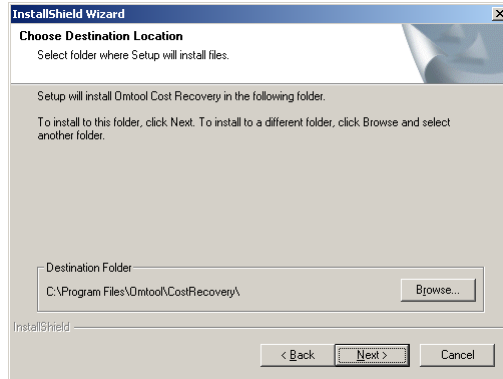 InstallShield Wizard
Choose Destination Location
Select folder where Setup will install files.
Setup will install Omtool Cost Recovery in the following folder.
To install to this folder, click Next. To install to a different folder, click Browse and select
another folder.
Destination Folder
C:\Program Files\Omtool\CostRecovery\
Browse...
InstallShield
< Back
Next >
Cancel